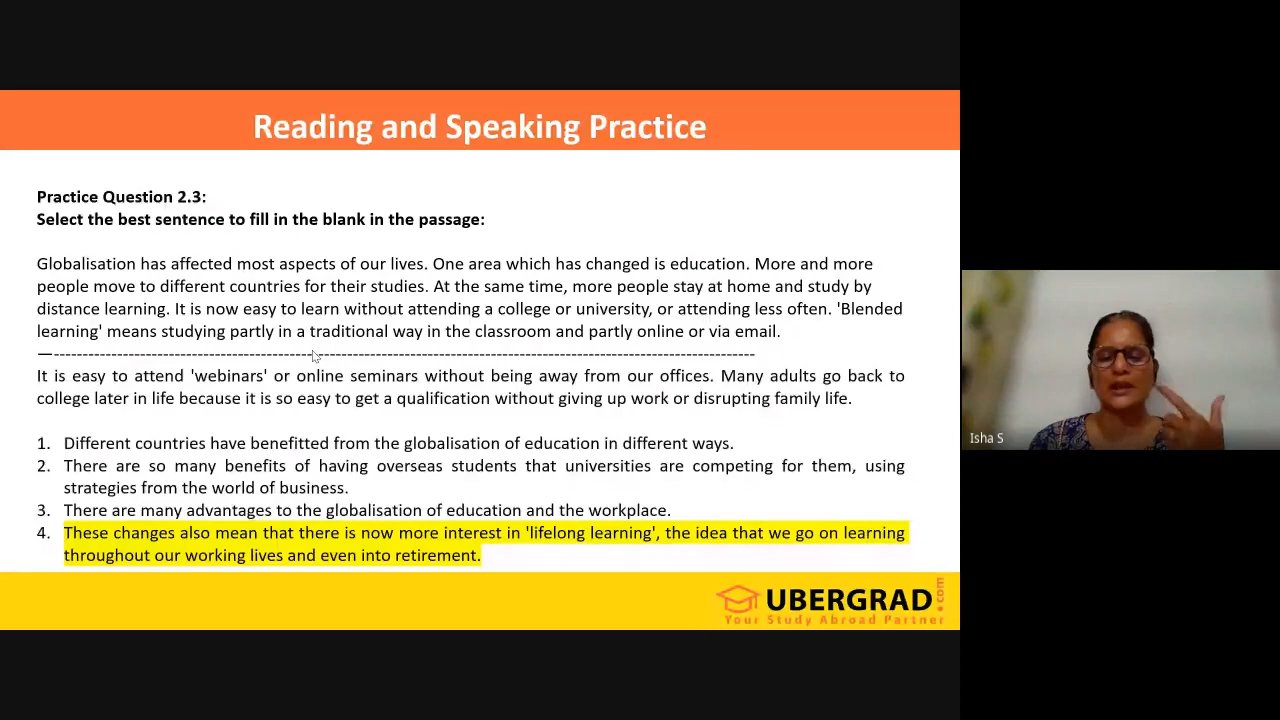 Reading and Speaking Practice
Practice Question 2.3:
Select the best sentence to fill in the blank in the passage:
Globalisation has affected most aspects of our lives. One area which has changed is education. More and more
people move to different countries for their studies. At the same time, more people stay at home and study by
distance learning. It is now easy to learn without attending a college or university, or attending less often. 'Blended
learning' means studying partly in a traditional way in the classroom and partly online or via email.
—-------------------------------------------------------------------------------------------------------------------------
It is easy to attend 'webinars' or online seminars without being away from our offices. Many adults go back to
college later in life because it is so easy to get a qualification without giving up work or disrupting family life.
1. Different countries have benefitted from the globalisation of education in different ways.
2. There are so many benefits of having overseas students that universities are competing for them, using
strategies from the world of business.
3. There are many advantages to the globalisation of education and the workplace.
4. These changes also mean that there is now more interest in 'lifelong learning', the idea that we go on learning
throughout our working lives and even into retirement.
UBERGRAD.com
Your Study Abroad Partner
Isha S